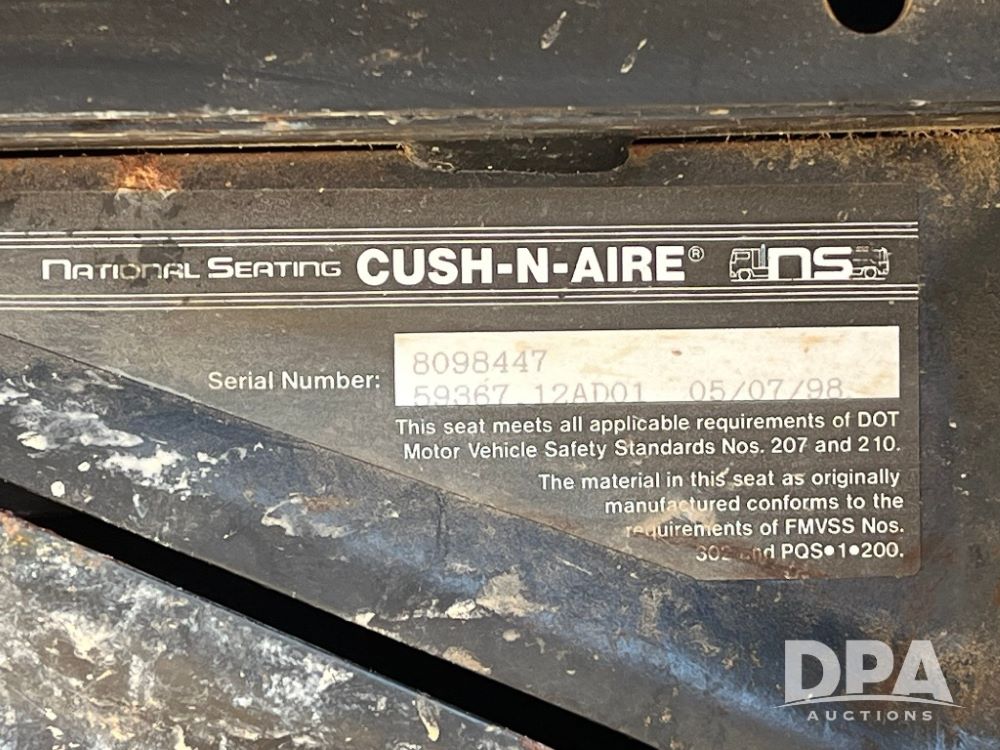 NATIONAL SEATING CUSH-N-AIRE® NS
8098447
Serial Number:
59367.12AD01 05/07/98
This seat meets all applicable requirements of DOT
Motor Vehicle Safety Standards Nos. 207 and 210.
The material in this seat as originally
manufactured conforms to the
requirements of FMVSS Nos.
302 and PQS•1•200.
DPA
AUCTIONS